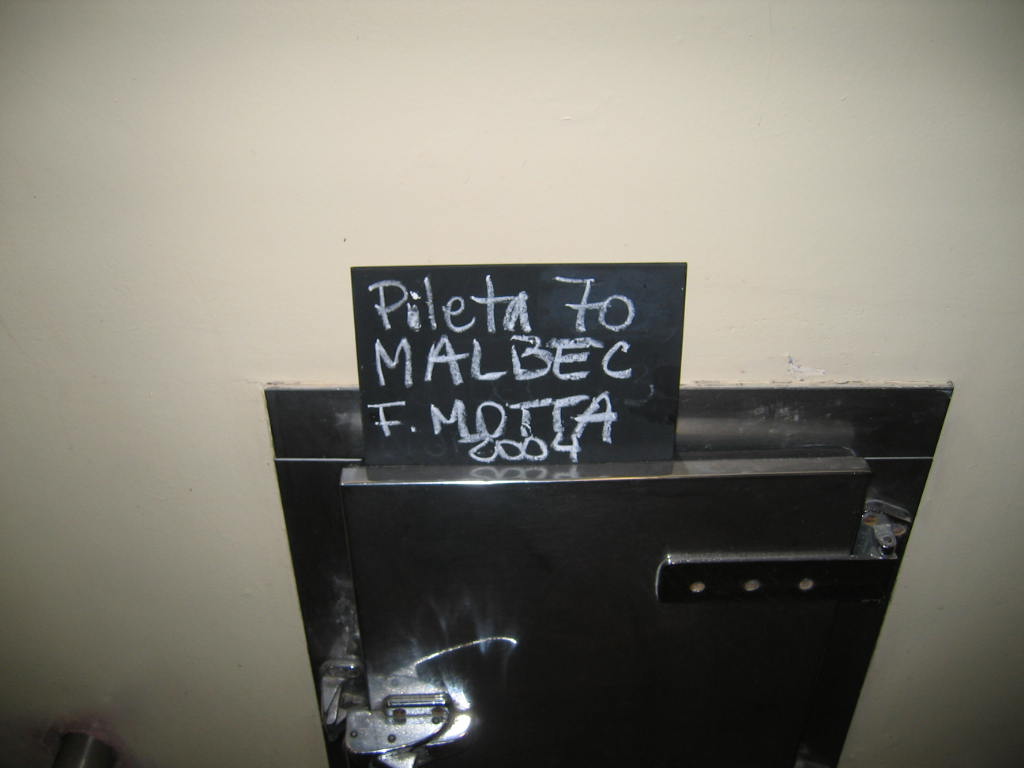 Pileta 70
MALBEC
F. MOTTA
2004